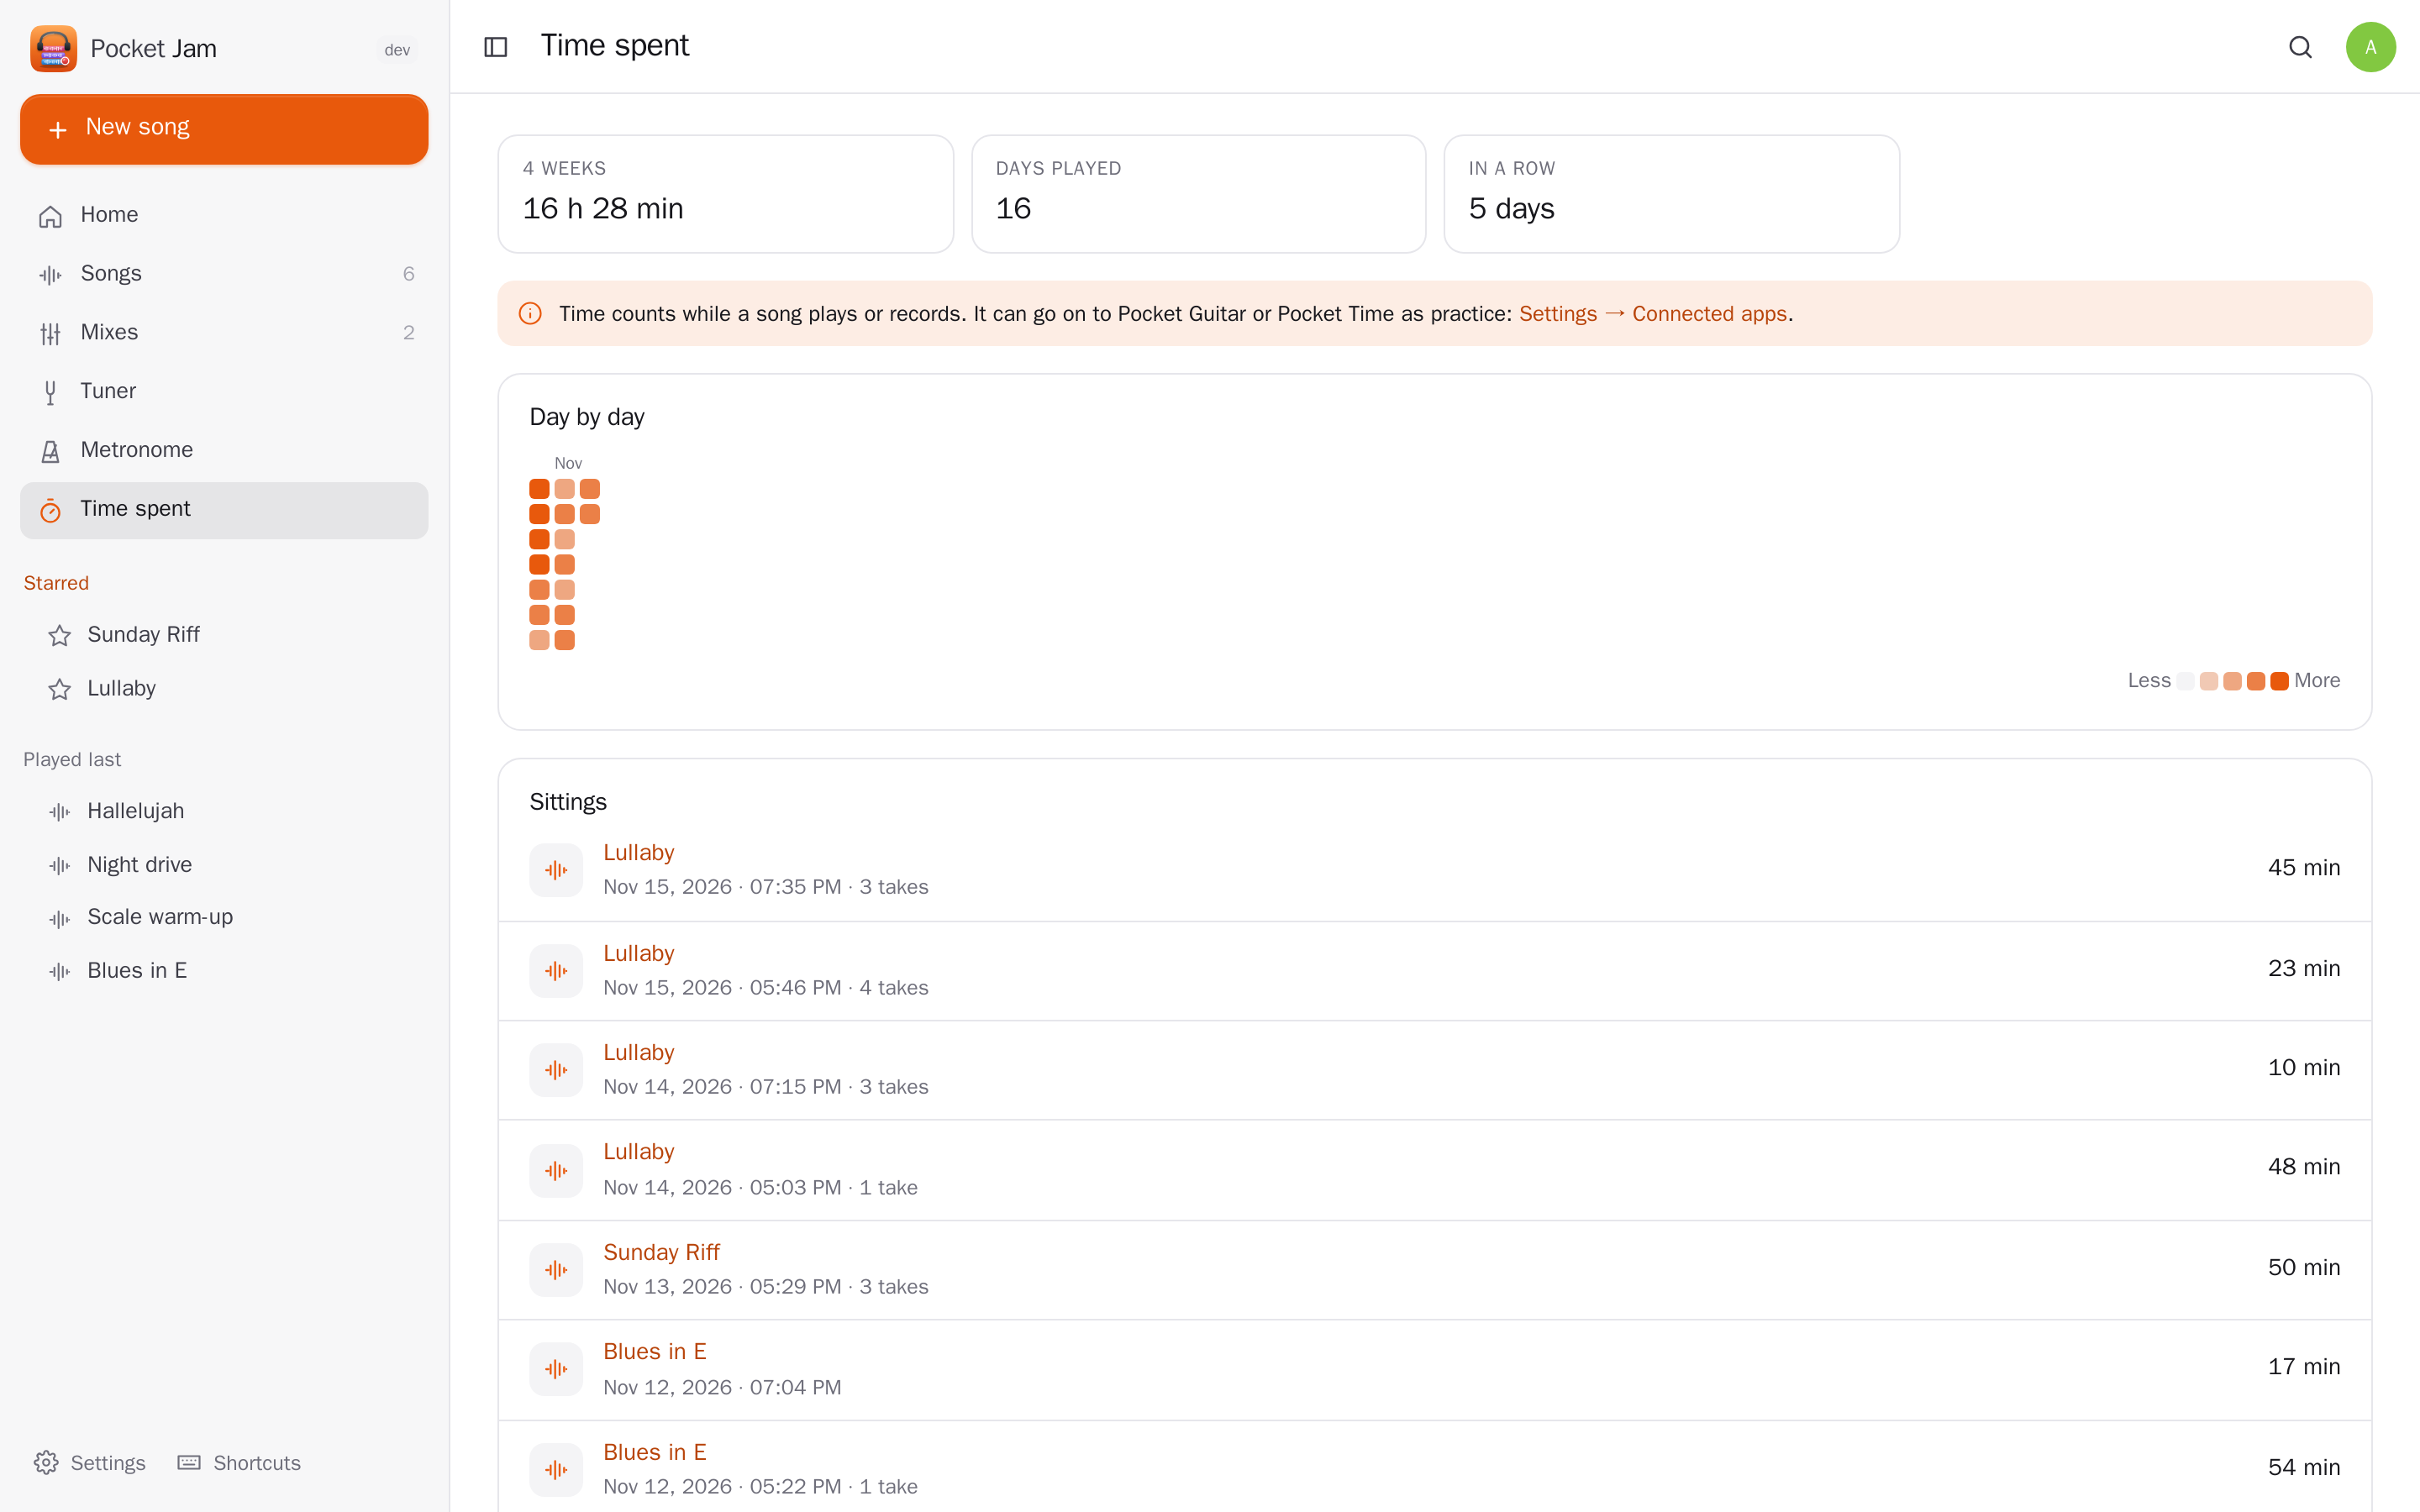 Pocket Jam
dev
New song
Home
Songs 6
Mixes 2
Tuner
Metronome
Time spent
Starred
Sunday Riff
Lullaby
Played last
Hallelujah
Night drive
Scale warm-up
Blues in E
Settings
Shortcuts
Time spent
A
4 WEEKS
16 h 28 min
DAYS PLAYED
16
IN A ROW
5 days
Time counts while a song plays or records. It can go on to Pocket Guitar or Pocket Time as practice: Settings → Connected apps.
Day by day
Nov
Less More
Sittings
Lullaby
Nov 15, 2026 · 07:35 PM · 3 takes
45 min
Lullaby
Nov 15, 2026 · 05:46 PM · 4 takes
23 min
Lullaby
Nov 14, 2026 · 07:15 PM · 3 takes
10 min
Lullaby
Nov 14, 2026 · 05:03 PM · 1 take
48 min
Sunday Riff
Nov 13, 2026 · 05:29 PM · 3 takes
50 min
Blues in E
Nov 12, 2026 · 07:04 PM
17 min
Blues in E
Nov 12, 2026 · 05:22 PM · 1 take
54 min